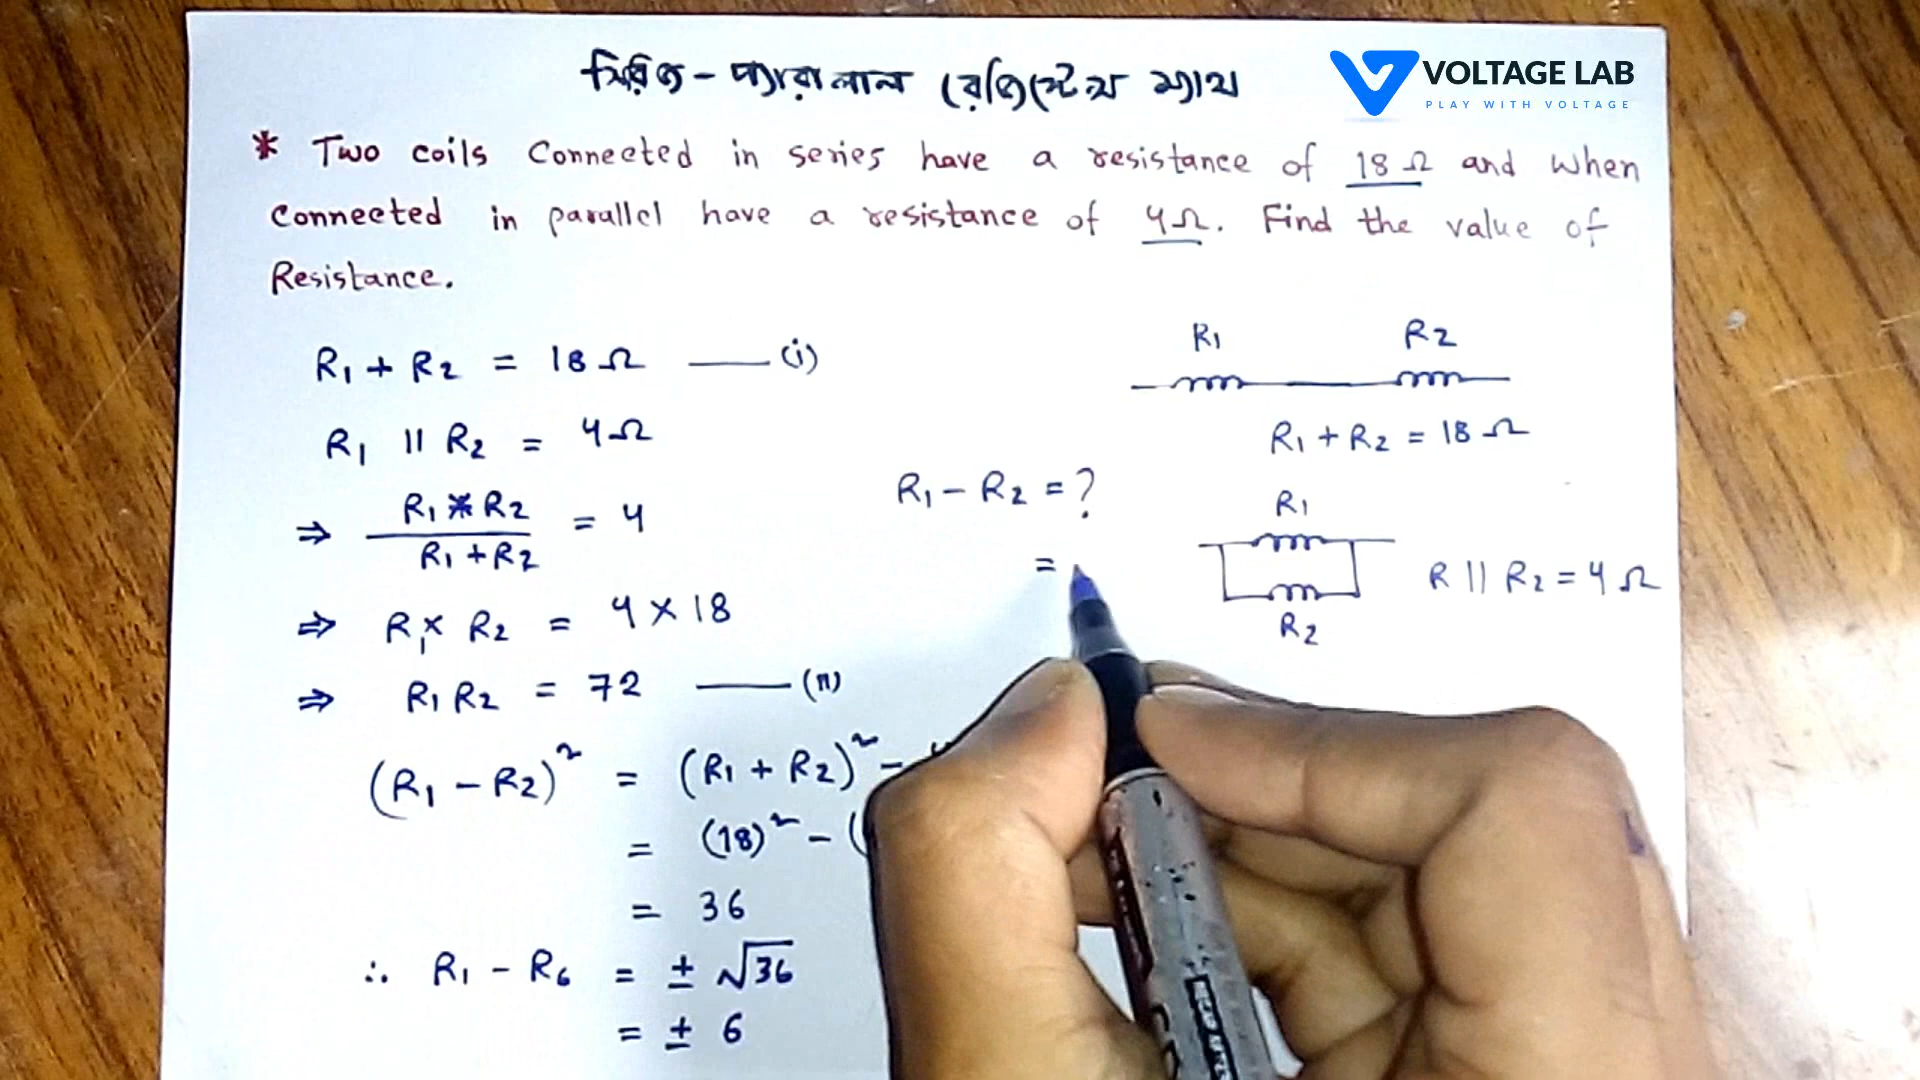 সিরিজ - প্যারালাল রেজিস্টেন্স ম্যাথ
VOLTAGE LAB
PLAY WITH VOLTAGE
* Two coils Connected in series have a resistance of 18 Ω and when
Connected in parallel have a resistance of 4Ω. Find the value of
Resistance.
R1 + R2 = 18 Ω —— (i)
R1 || R2 = 4Ω
⇒ R1 * R2 / R1 + R2 = 4
⇒ R1 × R2 = 4 × 18
⇒ R1 R2 = 72 —— (II)
(R1 - R2)² = (R1 + R2)² -
= (18)² - (
= 36
∴ R1 - R6 = ± √36
= ± 6
R1 - R2 = ?
=
R1 R2
R1 + R2 = 18 Ω
R1
R || R2 = 4 Ω
R2